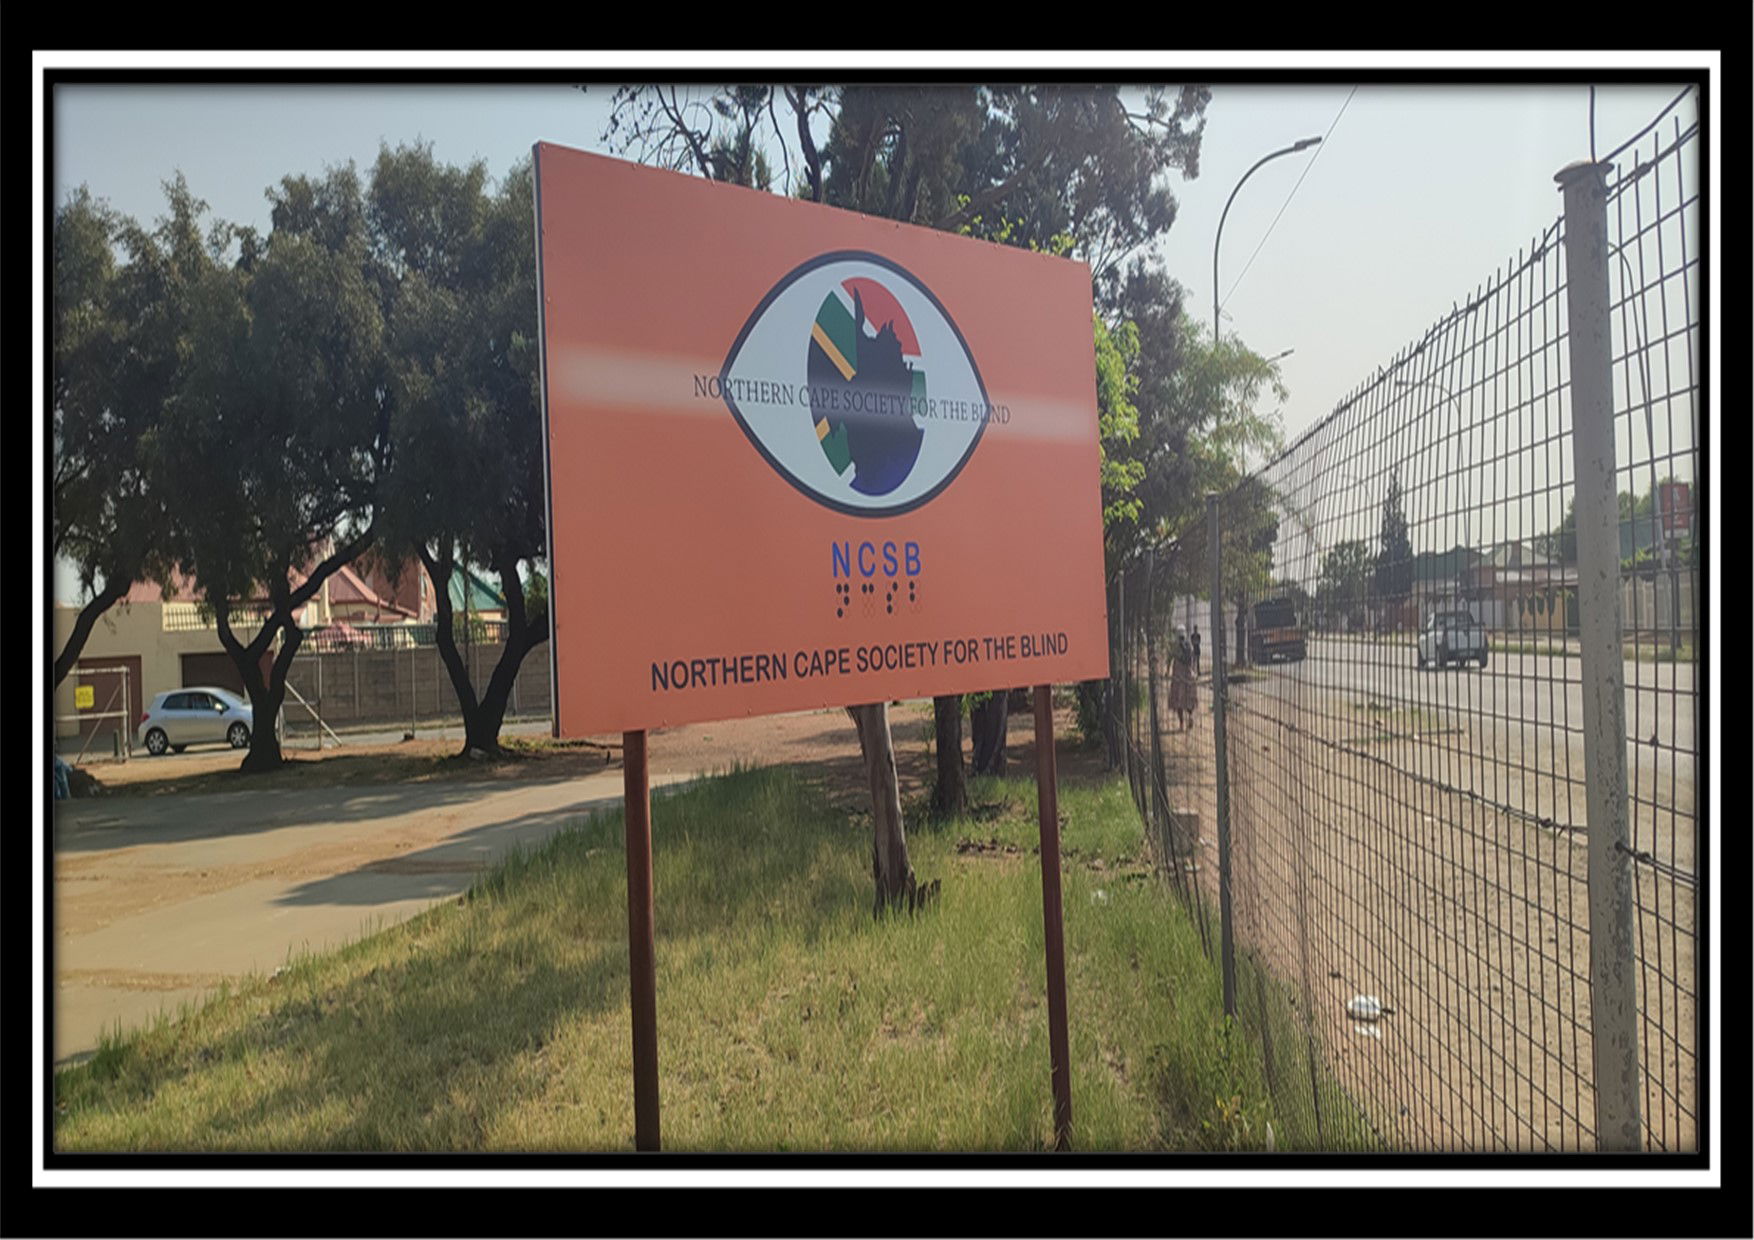 NORTHERN CAPE SOCIETY FOR THE BLIND
NCSB
⠝⠉⠎⠃
NORTHERN CAPE SOCIETY FOR THE BLIND